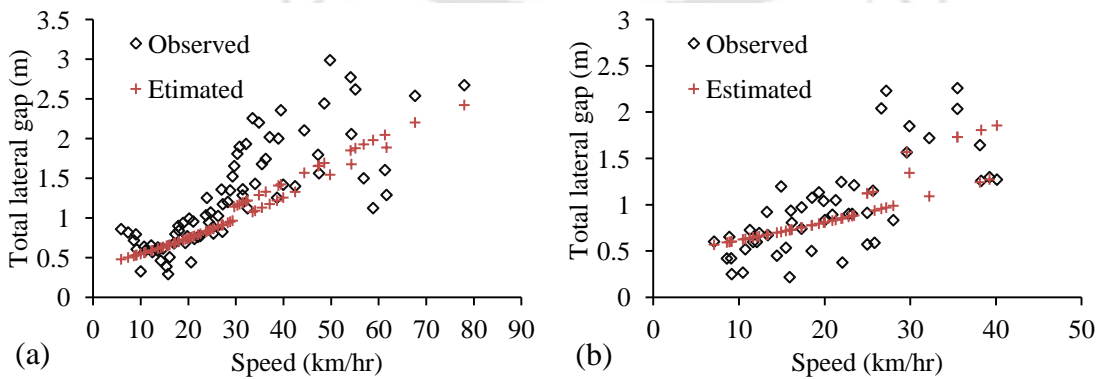 Total lateral gap (m)
3.5
3
2.5
2
1.5
1
0.5
0
Observed
Etimated
0 10 20 30 40 50 60 70 80 90
Speed (km/hr)
(a)
Total lateral gap (m)
3
2.5
2
1.5
1
0.5
0
Observed
Estimated
0 10 20 30 40 50
Speed (km/hr)
(b)